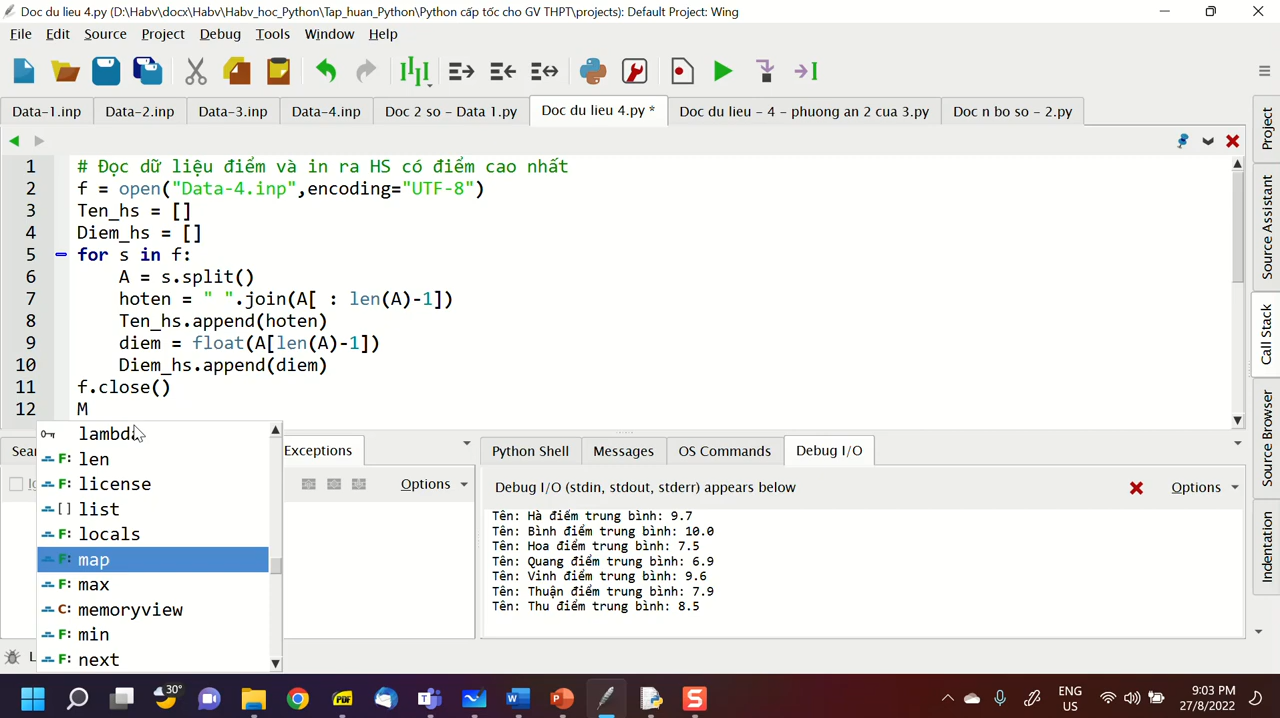 Doc du lieu 4.py (D:\Habv\docx\Habv\Habv_hoc_Python\Tap_huan_Python\Python cấp tốc cho GV THPT\projects): Default Project: Wing
File Edit Source Project Debug Tools Window Help
Data-1.inp Data-2.inp Data-3.inp Data-4.inp Doc 2 so - Data 1.py Doc du lieu 4.py * Doc du lieu - 4 - phuong an 2 cua 3.py Doc n bo so - 2.py
1 # Đọc dữ liệu điểm và in ra HS có điểm cao nhất
2 f = open("Data-4.inp",encoding="UTF-8")
3 Ten_hs = []
4 Diem_hs = []
5 for s in f:
6 A = s.split()
7 hoten = " ".join(A[ : len(A)-1])
8 Ten_hs.append(hoten)
9 diem = float(A[len(A)-1])
10 Diem_hs.append(diem)
11 f.close()
12 M
lambda
F: len
F: license
[] list
F: locals
F: map
F: max
C: memoryview
F: min
F: next
Exceptions
Options
Python Shell Messages OS Commands Debug I/O
Debug I/O (stdin, stdout, stderr) appears below Options
Tên: Hà điểm trung bình: 9.7
Tên: Bình điểm trung bình: 10.0
Tên: Hoa điểm trung bình: 7.5
Tên: Quang điểm trung bình: 6.9
Tên: Vinh điểm trung bình: 9.6
Tên: Thuận điểm trung bình: 7.9
Tên: Thu điểm trung bình: 8.5
Project
Source Assistant
Call Stack
Source Browser
Indentation
30°
PDF
W
P
S
ENG
US
9:03 PM
27/8/2022